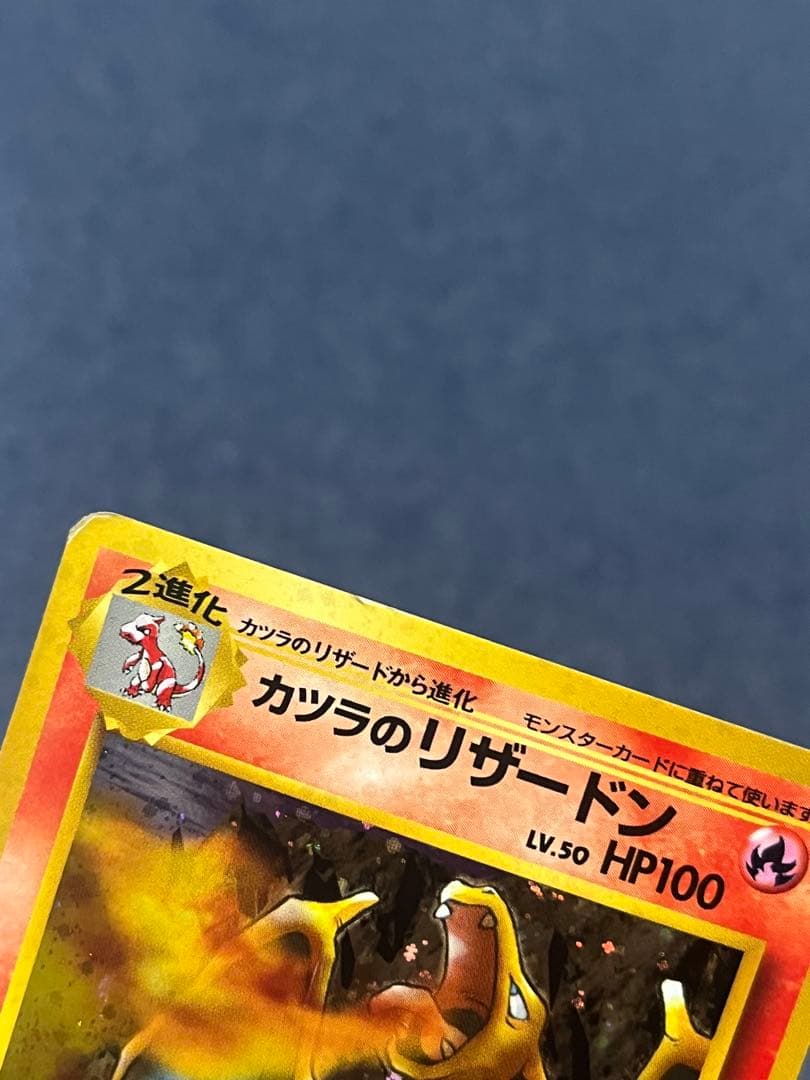 2進化
カツラのリザードから進化
モンスターカードに重ねて使います
カツラのリザードン
LV.50 HP100